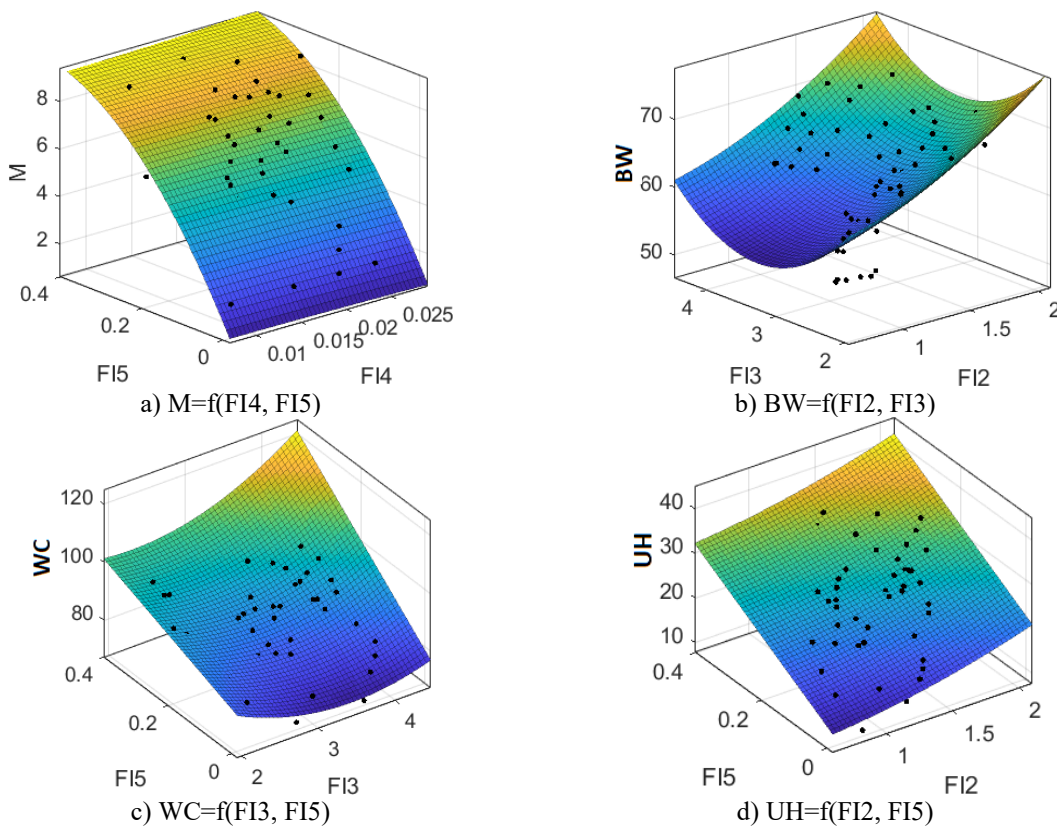 M
8
6
4
2
0.4
0.2
0
FI5
0.01
0.015
0.02
0.025
FI4
a) M=f(FI4, FI5)
BW
70
60
50
4
3
2
FI3
1
1.5
2
FI2
b) BW=f(FI2, FI3)
WC
120
100
80
0.4
0.2
0
FI5
2
3
4
FI3
c) WC=f(FI3, FI5)
UH
40
30
20
10
0.4
0.2
0
FI5
1
1.5
2
FI2
d) UH=f(FI2, FI5)